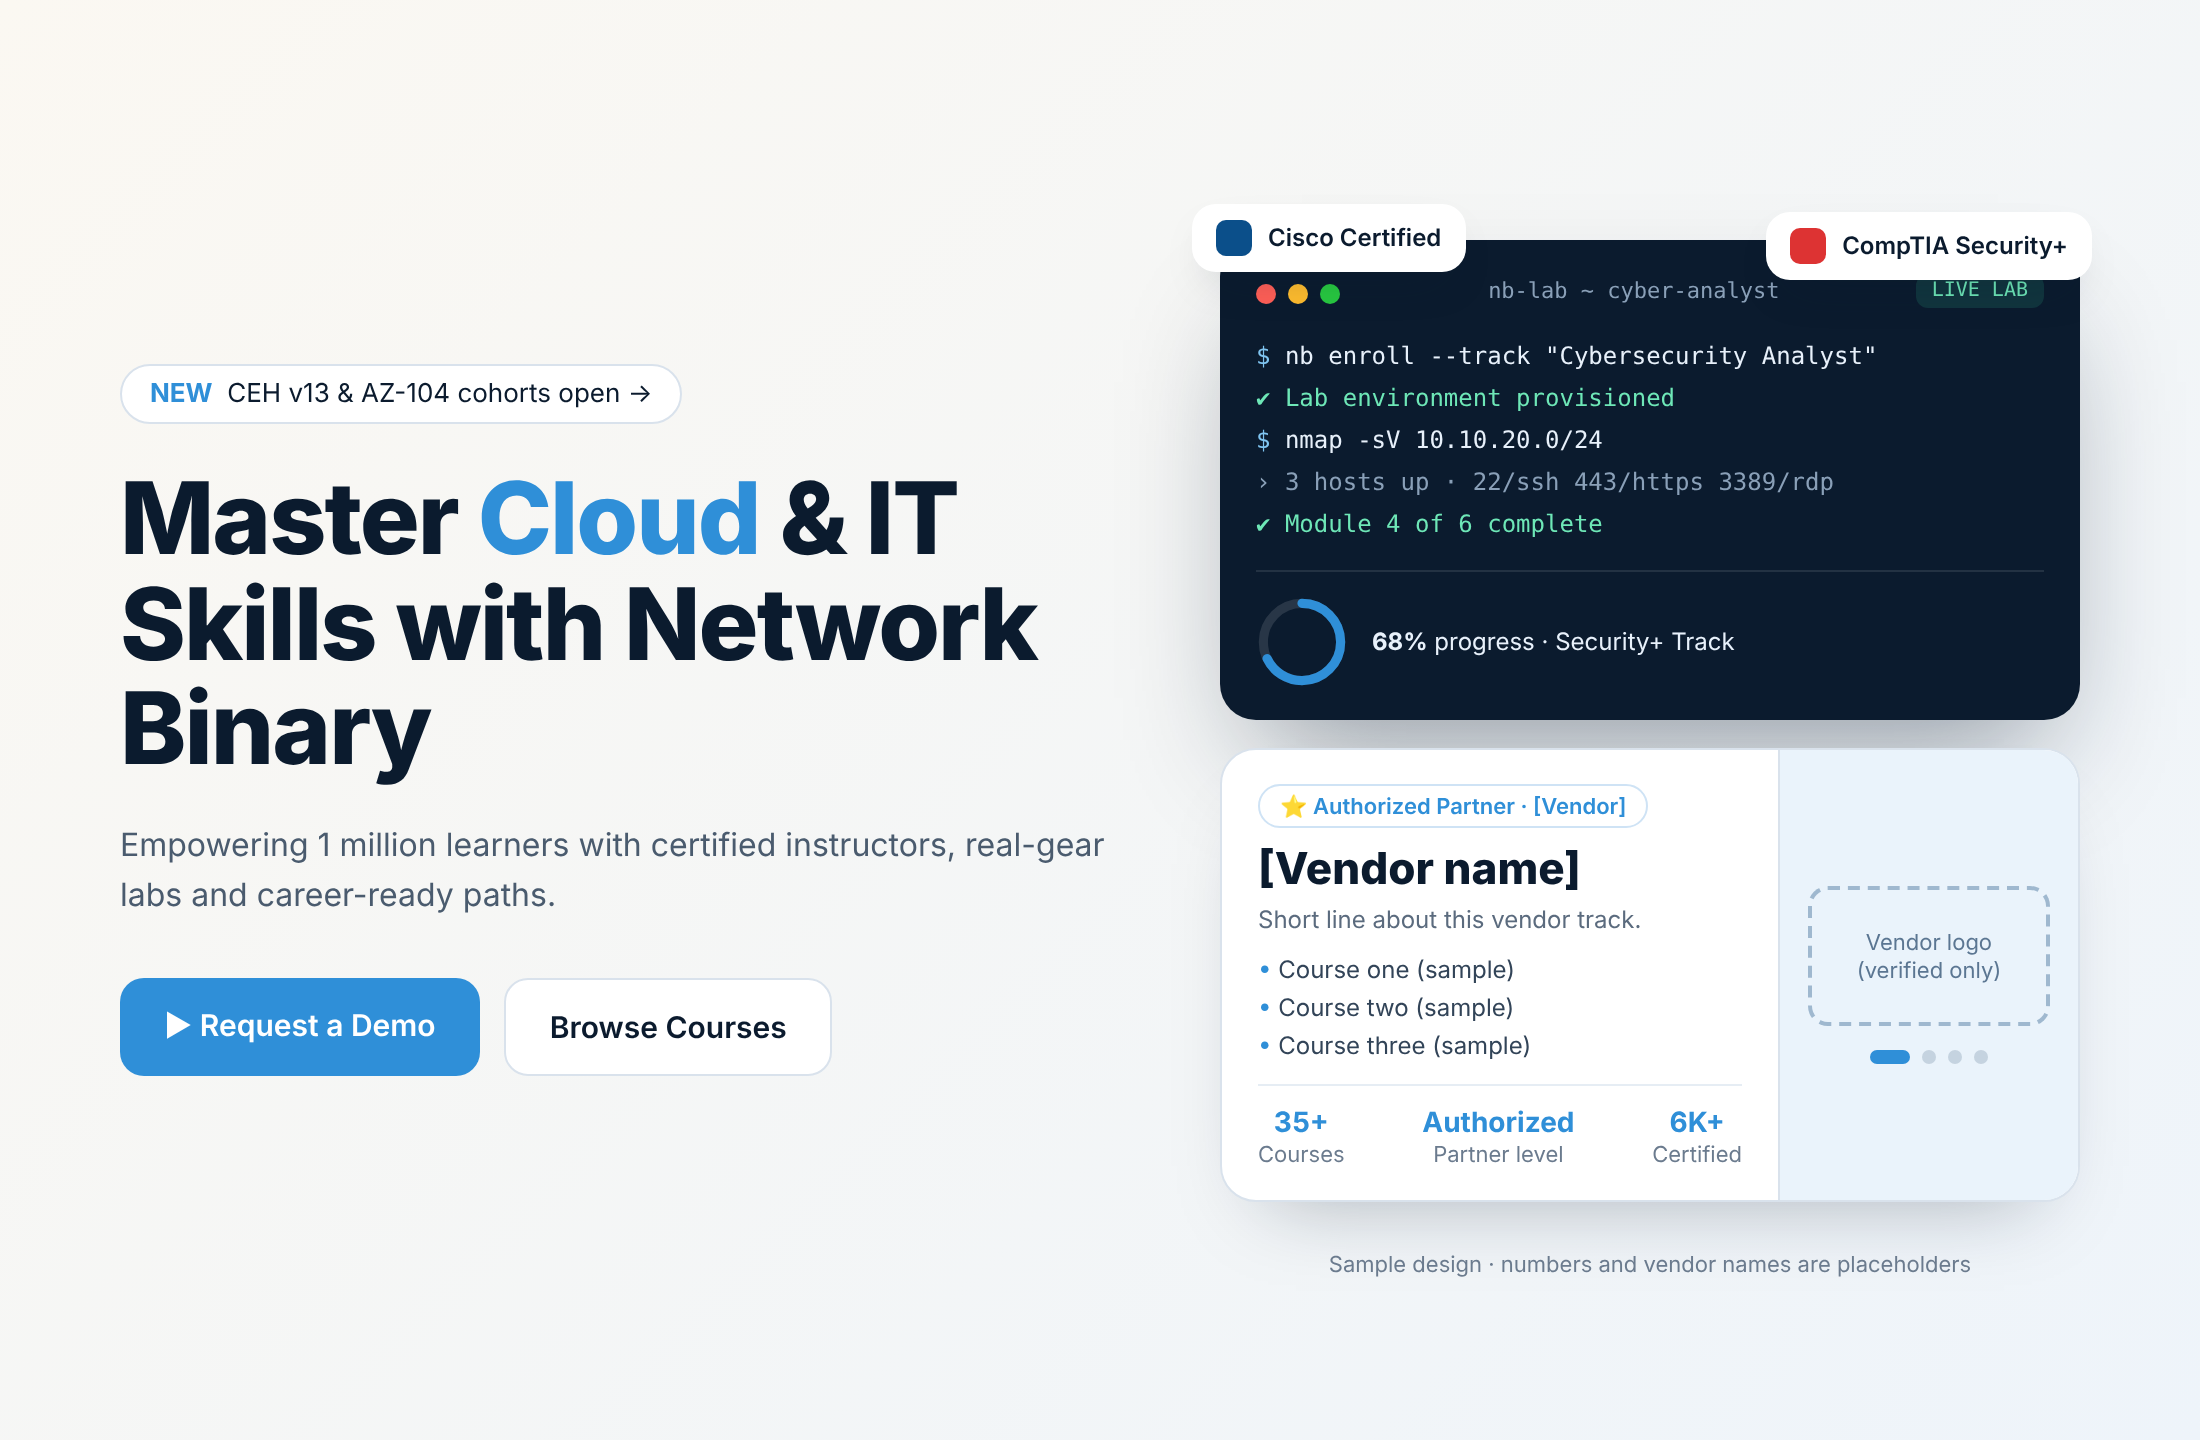 NEW CEH v13 & AZ-104 cohorts open →
Master Cloud & IT
Skills with Network
Binary
Empowering 1 million learners with certified instructors, real-gear
labs and career-ready paths.
▶ Request a Demo
Browse Courses
Cisco Certified
CompTIA Security+
nb-lab ~ cyber-analyst
LIVE LAB
$ nb enroll --track "Cybersecurity Analyst"
✔ Lab environment provisioned
$ nmap -sV 10.10.20.0/24
› 3 hosts up · 22/ssh 443/https 3389/rdp
✔ Module 4 of 6 complete
68% progress · Security+ Track
⭐ Authorized Partner · [Vendor]
[Vendor name]
Short line about this vendor track.
• Course one (sample)
• Course two (sample)
• Course three (sample)
35+
Courses
Authorized
Partner level
6K+
Certified
Vendor logo
(verified only)
Sample design · numbers and vendor names are placeholders